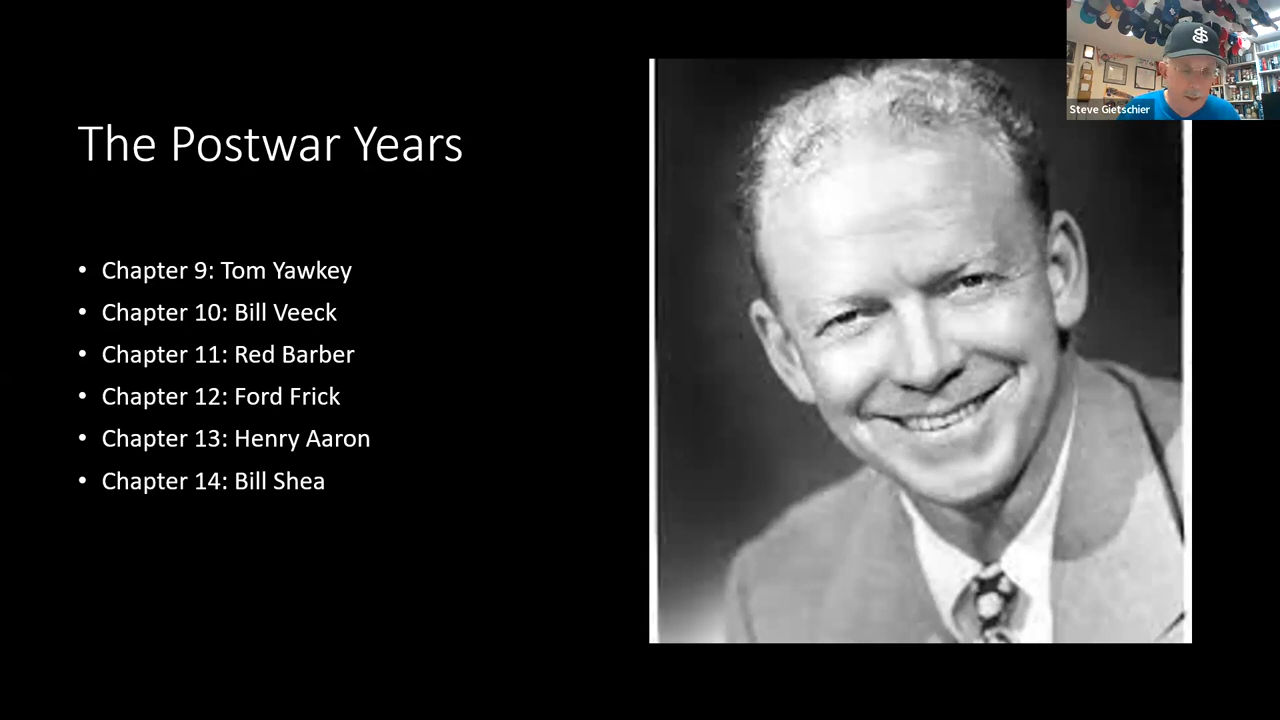 The Postwar Years
• Chapter 9: Tom Yawkey
• Chapter 10: Bill Veeck
• Chapter 11: Red Barber
• Chapter 12: Ford Frick
• Chapter 13: Henry Aaron
• Chapter 14: Bill Shea
Steve Gietschier